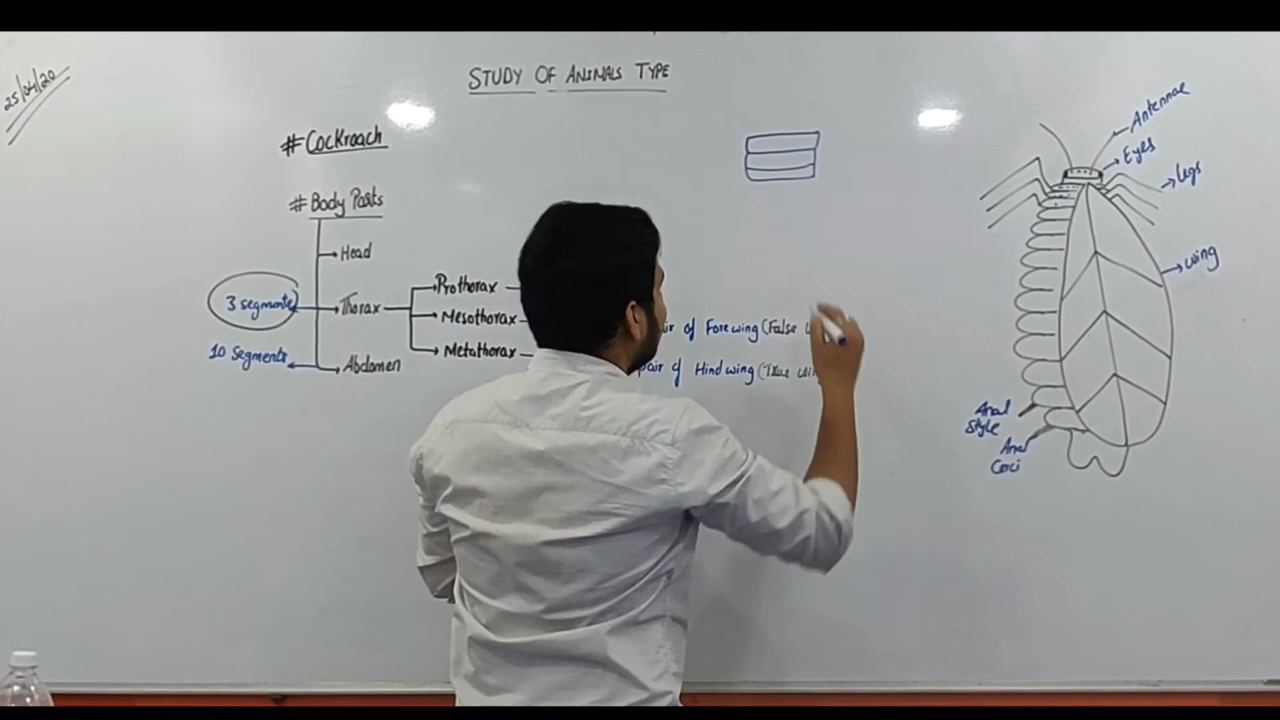 25/04/20
STUDY OF ANIMALS TYPE
# Cockroach
# Body Parts
Head
3 segments
Thorax
10 Segments
Abdomen
Prothorax
Mesothorax
Metathorax
of Forewing (False
pair of Hindwing (True
Antennae
Eyes
Legs
wing
Anal
Style
Anal
Cerci